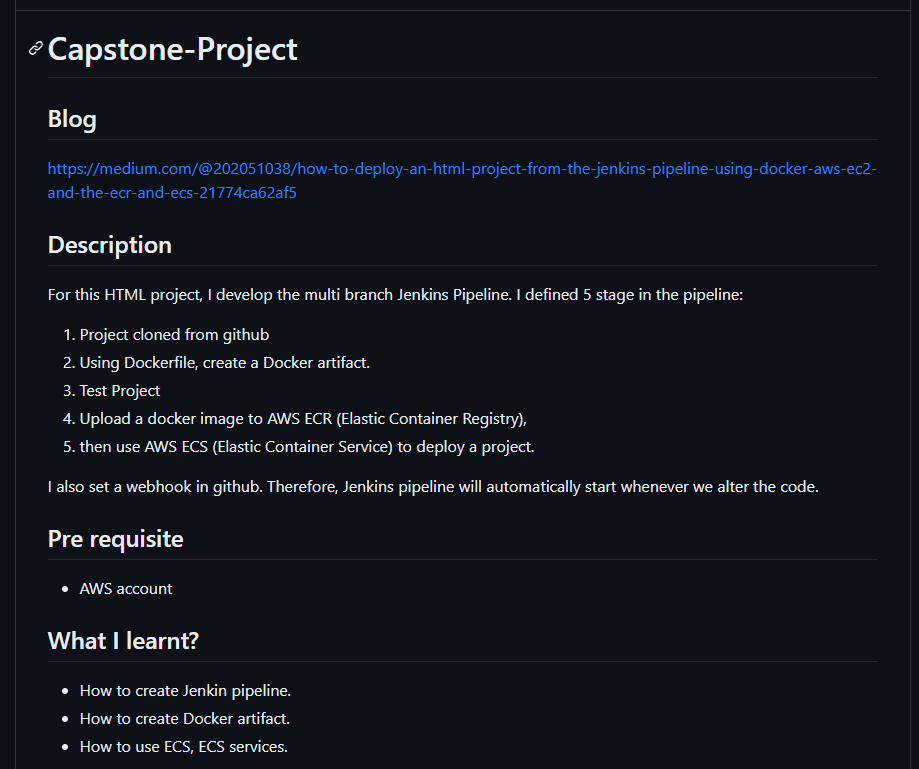 Capstone-Project
Blog
https://medium.com/@202051038/how-to-deploy-an-html-project-from-the-jenkins-pipeline-using-docker-aws-ec2-
and-the-ecr-and-ecs-21774ca62af5
Description
For this HTML project, I develop the multi branch Jenkins Pipeline. I defined 5 stage in the pipeline:
1. Project cloned from github
2. Using Dockerfile, create a Docker artifact.
3. Test Project
4. Upload a docker image to AWS ECR (Elastic Container Registry),
5. then use AWS ECS (Elastic Container Service) to deploy a project.
I also set a webhook in github. Therefore, Jenkins pipeline will automatically start whenever we alter the code.
Pre requisite
• AWS account
What I learnt?
• How to create Jenkin pipeline.
• How to create Docker artifact.
• How to use ECS, ECS services.